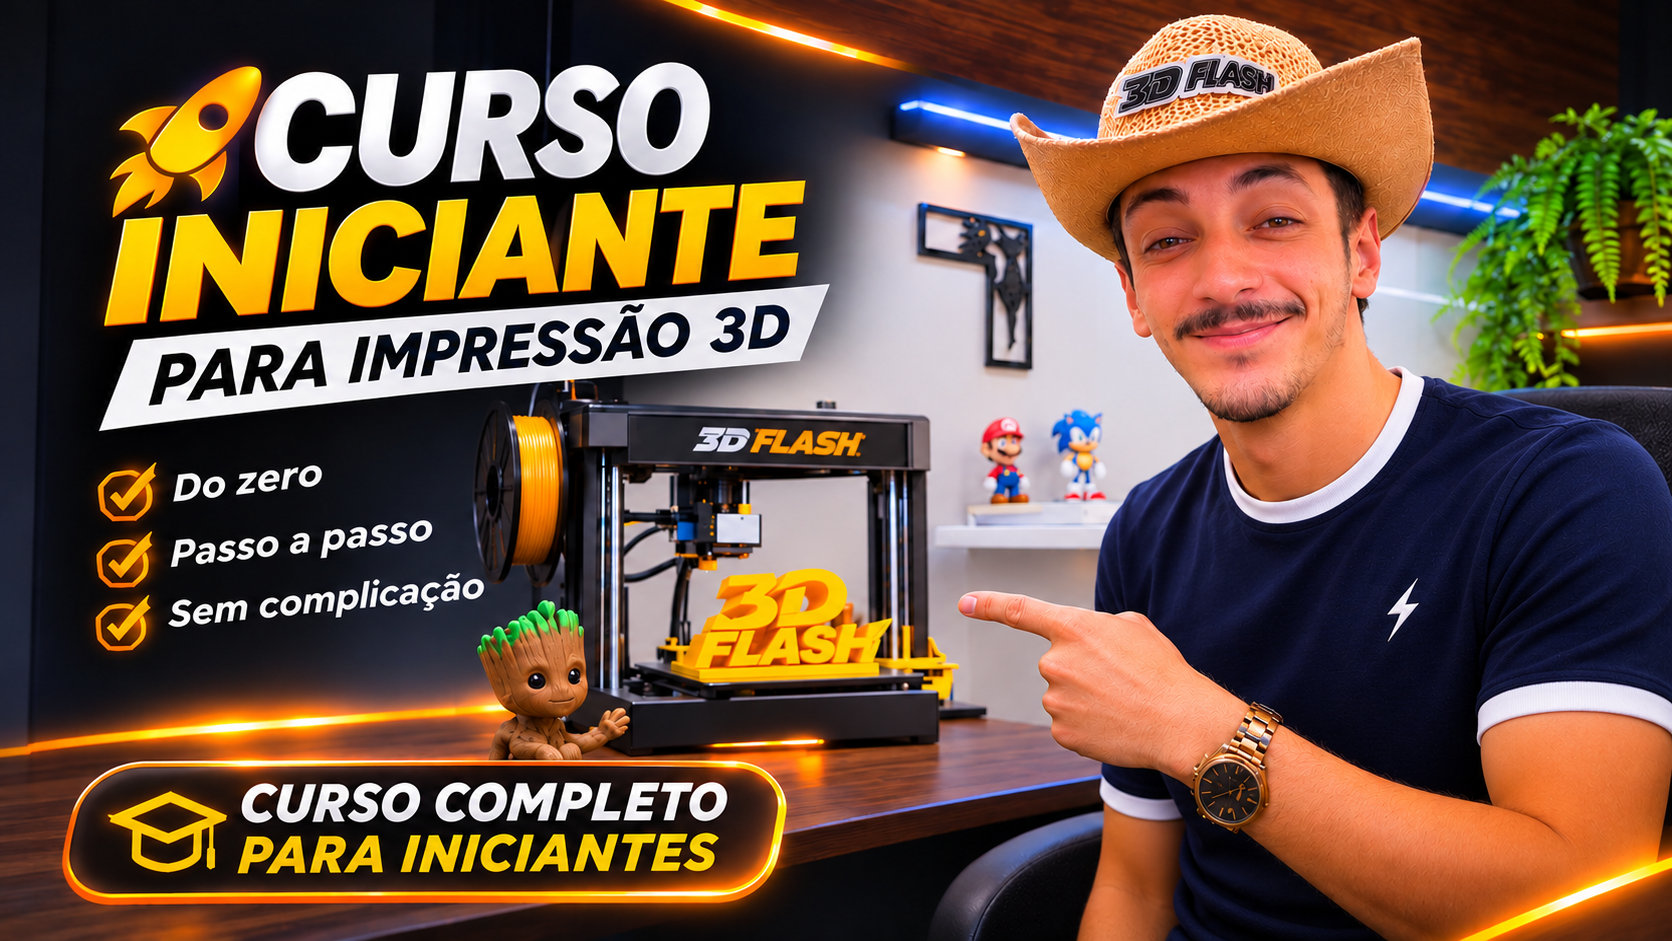 CURSO
INICIANTE
PARA IMPRESSÃO 3D
Do zero
Passo a passo
Sem complicação
3D FLASH
3D FLASH
3D
FLASH
CURSO COMPLETO
PARA INICIANTES